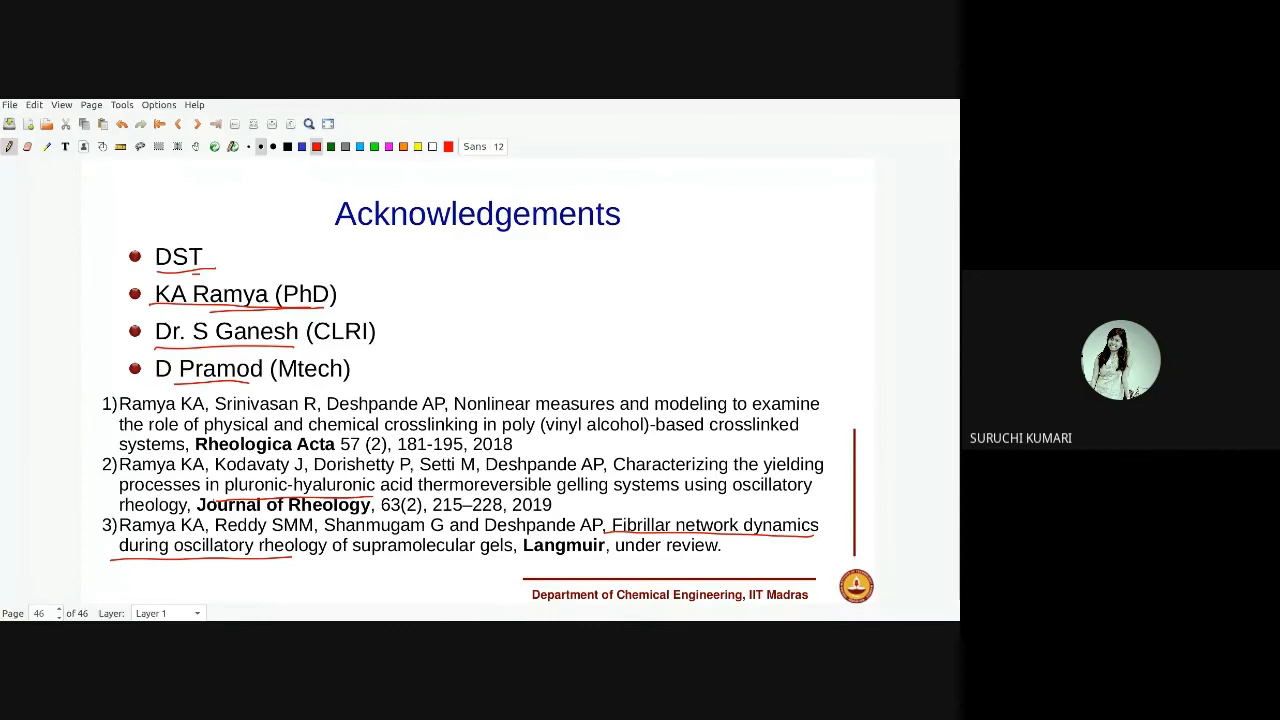 File Edit View Page Tools Options Help
Sans 12
Acknowledgements
DST
KA Ramya (PhD)
Dr. S Ganesh (CLRI)
D Pramod (Mtech)
1)Ramya KA, Srinivasan R, Deshpande AP, Nonlinear measures and modeling to examine
the role of physical and chemical crosslinking in poly (vinyl alcohol)-based crosslinked
systems, Rheologica Acta 57 (2), 181-195, 2018
2)Ramya KA, Kodavaty J, Dorishetty P, Setti M, Deshpande AP, Characterizing the yielding
processes in pluronic-hyaluronic acid thermoreversible gelling systems using oscillatory
rheology, Journal of Rheology, 63(2), 215–228, 2019
3)Ramya KA, Reddy SMM, Shanmugam G and Deshpande AP, Fibrillar network dynamics
during oscillatory rheology of supramolecular gels, Langmuir, under review.
Department of Chemical Engineering, IIT Madras
Page 46 of 46 Layer: Layer 1
SURUCHI KUMARI